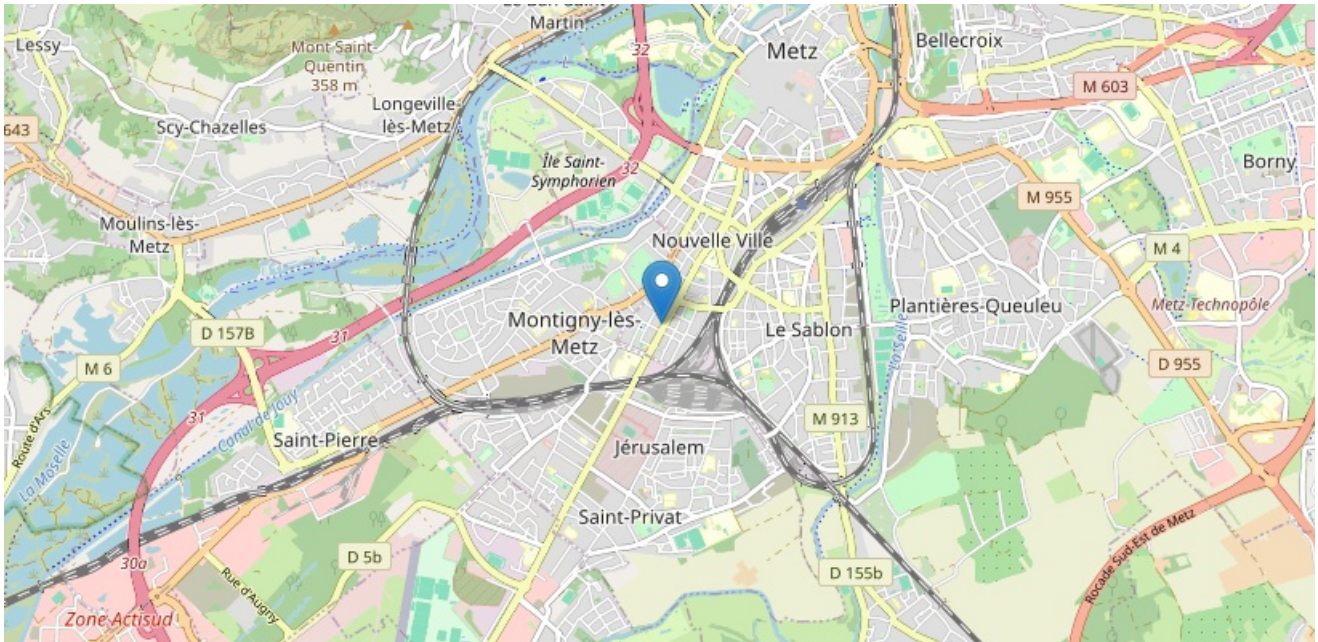 Martin
Lessy
Mont Saint-
Quentin
358 m
32
Metz
Bellecroix
M 603
Longeville-
lès-Metz
643
Scy-Chazelles
Île Saint-
Symphorien
32
Borny
M 955
Moulins-lès-
Metz
Nouvelle Ville
M 4
Plantières-Queuleu
Metz-Technopôle
Montigny-lès-
Metz
Le Sablon
D 157B
31
L
La Seille
M 6
D 955
31
Route d'Ars
Canal de Jouy
M 913
La Moselle
Saint-Pierre
Jérusalem
Saint-Privat
D 5b
30a
D 155b
Rue d'Augny
Rocade Sud-Est de Metz
Zone Actisud